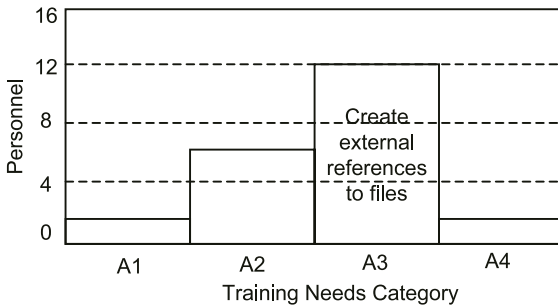 16
12
8
4
0
Personnel
Create
external
references
to files
A1 A2 A3 A4
Training Needs Category